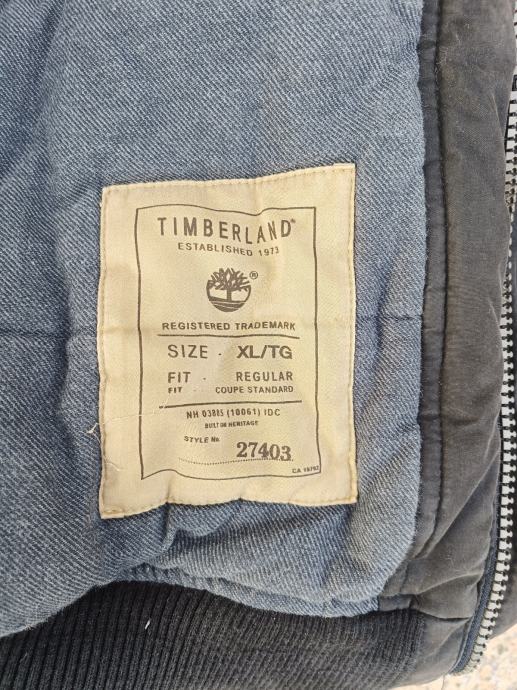 TIMBERLAND®
ESTABLISHED 1973
®
REGISTERED TRADEMARK
SIZE · XL/TG
FIT · REGULAR
FIT · COUPE STANDARD
NH 03885 (10061) IDC
BUILT ON HERITAGE
STYLE No 27403